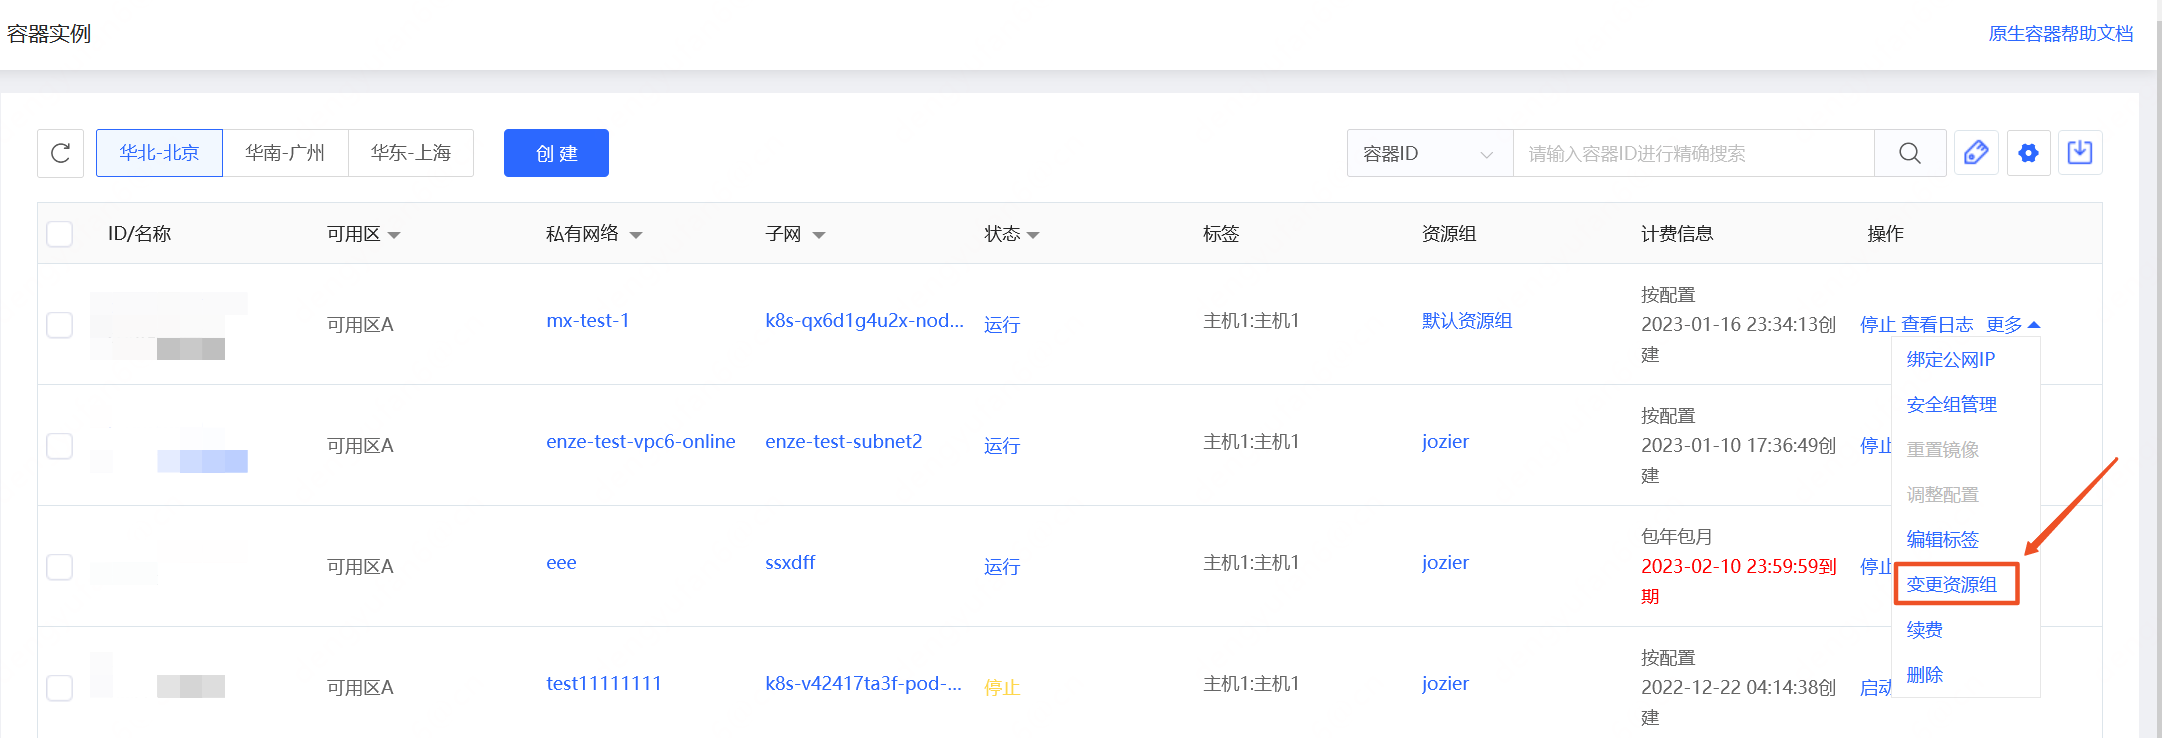 容器实例
原生容器帮助文档
华北-北京 华南-广州 华东-上海 创 建 容器ID 请输入容器ID进行精确搜索
ID/名称 可用区 私有网络 子网 状态 标签 资源组 计费信息 操作
可用区A mx-test-1 k8s-qx6d1g4u2x-nod... 运行 主机1:主机1 默认资源组 按配置
2023-01-16 23:34:13创
建
停止 查看日志 更多
绑定公网IP
安全组管理
重置镜像
调整配置
编辑标签
变更资源组
续费
删除
可用区A enze-test-vpc6-online enze-test-subnet2 运行 主机1:主机1 jozier 按配置
2023-01-10 17:36:49创
建
停止
可用区A eee ssxdff 运行 主机1:主机1 jozier 包年包月
2023-02-10 23:59:59到
期
停止
可用区A test11111111 k8s-v42417ta3f-pod-... 停止 主机1:主机1 jozier 按配置
2022-12-22 04:14:38创
建
启动